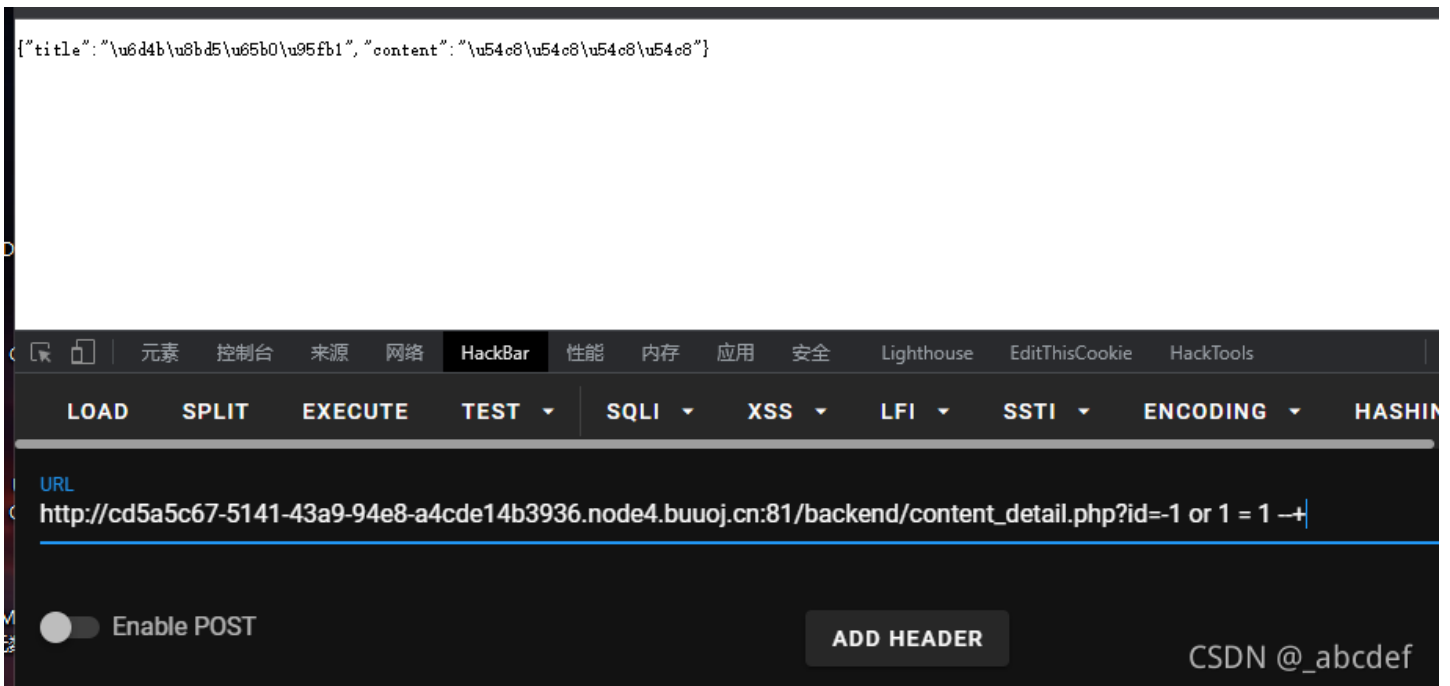 {"title":"\u6d4b\u8bd5\u65b0\u95fb1","content":"\u54c8\u54c8\u54c8\u54c8"}
元素 控制台 来源 网络 HackBar 性能 内存 应用 安全 Lighthouse EditThisCookie HackTools
LOAD SPLIT EXECUTE TEST SQLI XSS LFI SSTI ENCODING HASHIN
URL
http://cd5a5c67-5141-43a9-94e8-a4cde14b3936.node4.buuoj.cn:81/backend/content_detail.php?id=-1 or 1 = 1 --+
Enable POST
ADD HEADER
CSDN @_abcdef